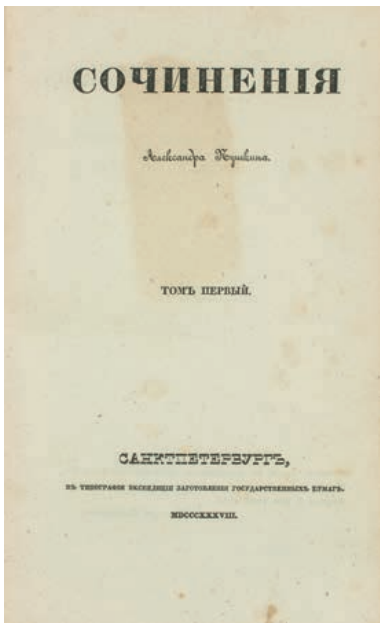 СОЧИНЕНІЯ
Александра Пушкина.
ТОМЪ ПЕРВЫЙ.
САНКТПЕТЕРБУРГЪ,
ВЪ ТИПОГРАФІИ ЭКСПЕДИЦІИ ЗАГОТОВЛЕНІЯ ГОСУДАРСТВЕННЫХЪ БУМАГЪ.
MDCCCXXXVIII.